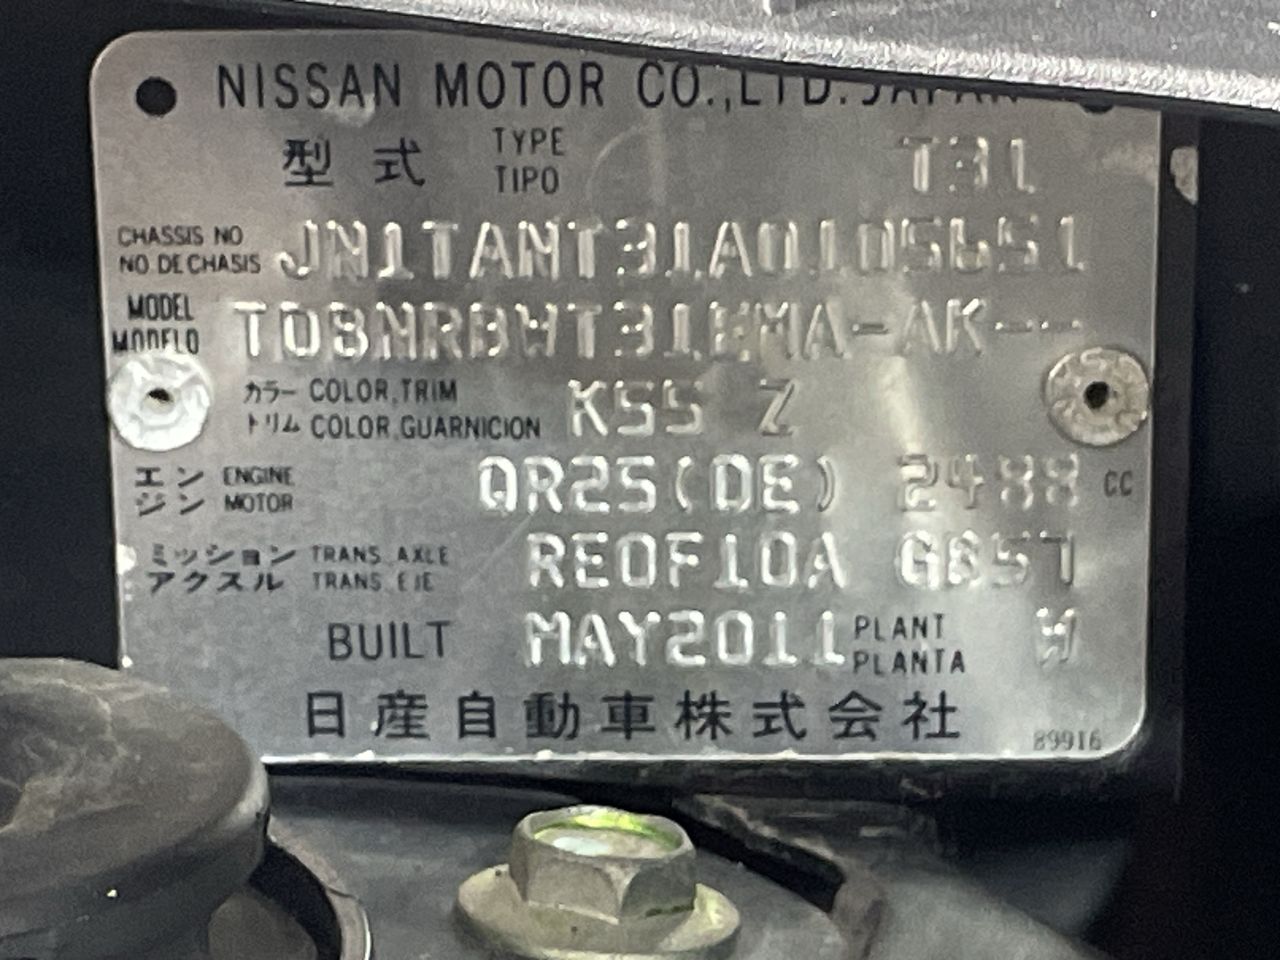 NISSAN MOTOR CO.,LTD.JAPAN
型式 TYPE TIPO T31
CHASSIS NO
NO.DE CHASIS JN1TANT31A0105651
MODEL
MODELO TDBNRBWT31EMA-AK---
カラー COLOR,TRIM
トリム COLOR,GUARNICION K55 Z
エンジン ENGINE MOTOR QR25(DE) 2488 CC
ミッション TRANS. AXLE
アクスル TRANS. EJE RE0F10A GB57
BUILT MAY2011 PLANT PLANTA W
日産自動車株式会社
89916